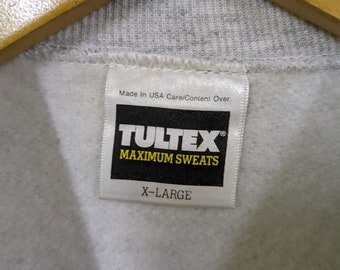 Made In USA Care/Content Over
TULTEX®
MAXIMUM SWEATS
X-LARGE